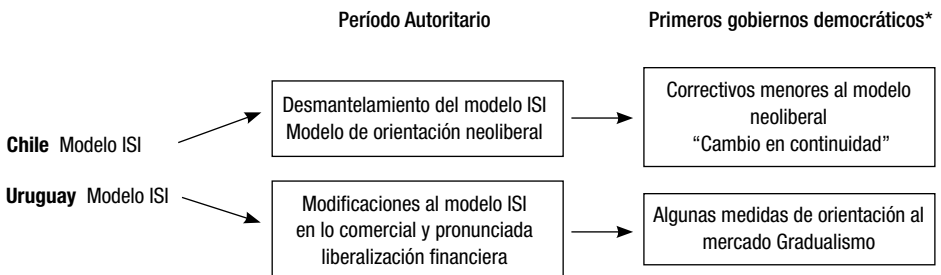 Período Autoritario
Primeros gobiernos democráticos*
Chile Modelo ISI
Desmantelamiento del modelo ISI
Modelo de orientación neoliberal
Correctivos menores al modelo
neoliberal
“Cambio en continuidad”
Uruguay Modelo ISI
Modificaciones al modelo ISI
en lo comercial y pronunciada
liberalización financiera
Algunas medidas de orientación al
mercado Gradualismo